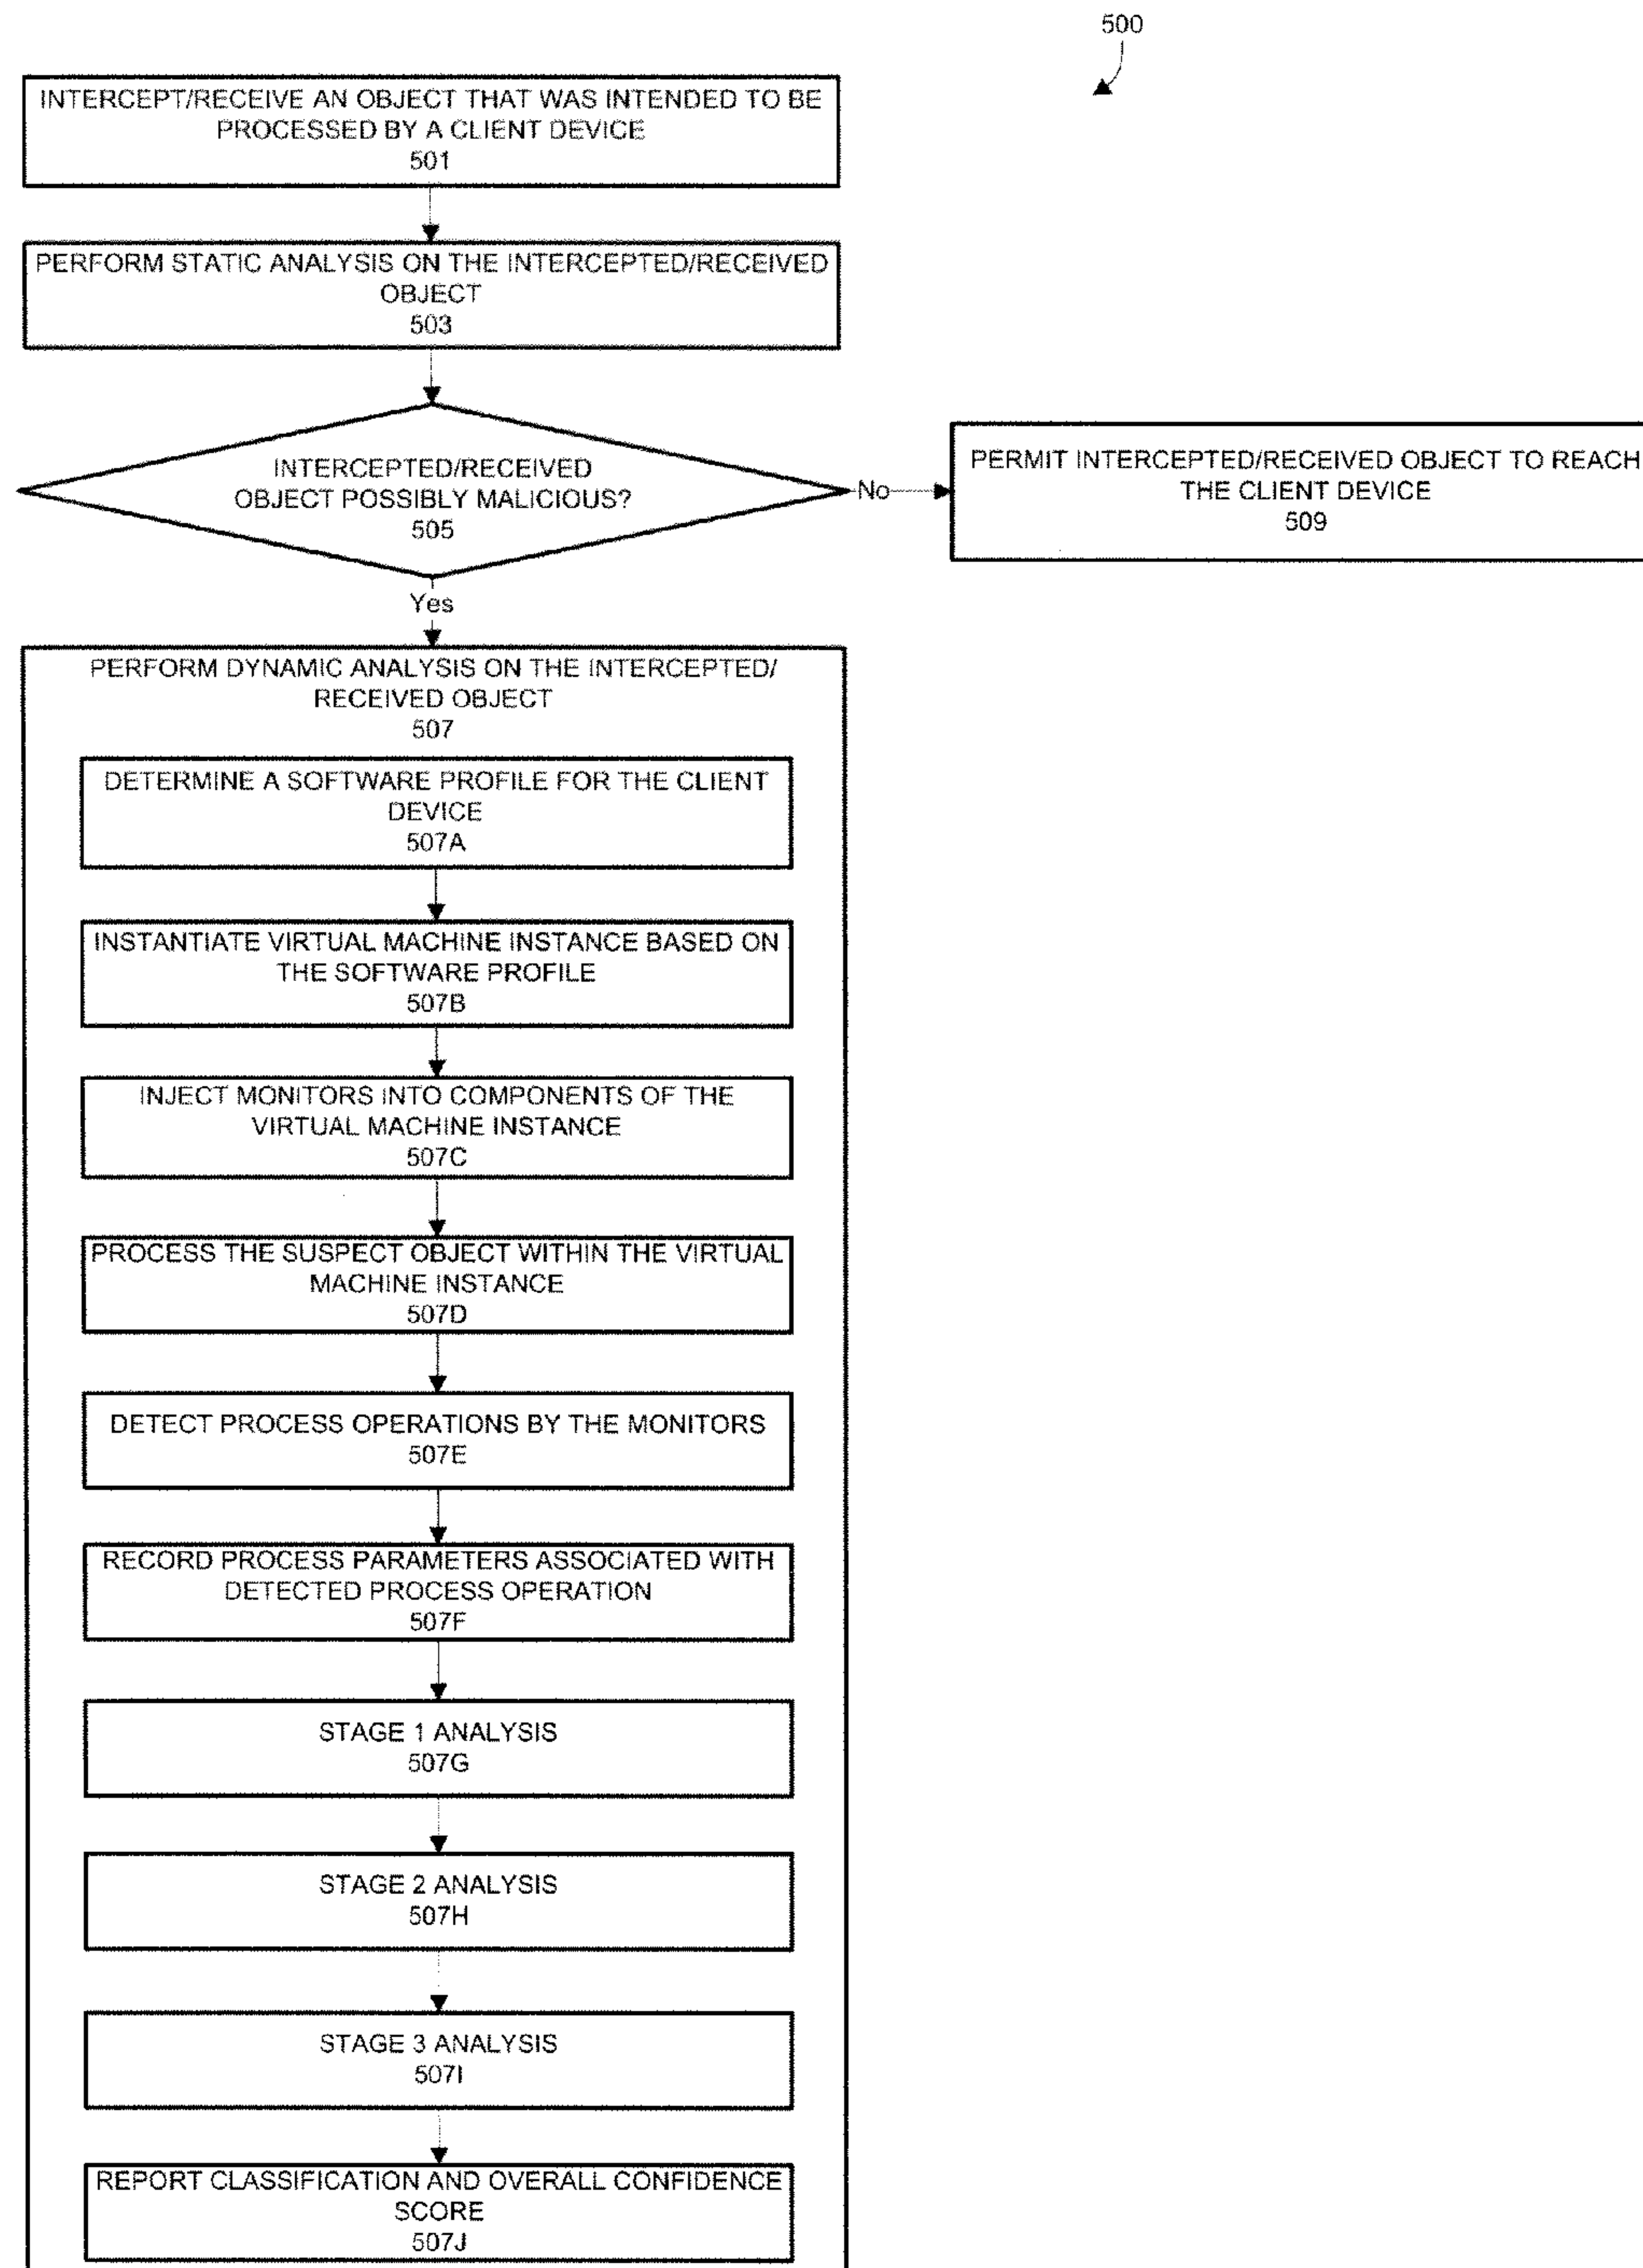 500
INTERCEPT/RECEIVE AN OBJECT THAT WAS INTENDED TO BE
PROCESSED BY A CLIENT DEVICE
501
PERFORM STATIC ANALYSIS ON THE INTERCEPTED/RECEIVED
OBJECT
503
INTERCEPTED/RECEIVED
OBJECT POSSIBLY MALICIOUS?
505
No
PERMIT INTERCEPTED/RECEIVED OBJECT TO REACH
THE CLIENT DEVICE
509
Yes
PERFORM DYNAMIC ANALYSIS ON THE INTERCEPTED/
RECEIVED OBJECT
507
DETERMINE A SOFTWARE PROFILE FOR THE CLIENT
DEVICE
507A
INSTANTIATE VIRTUAL MACHINE INSTANCE BASED ON
THE SOFTWARE PROFILE
507B
INJECT MONITORS INTO COMPONENTS OF THE
VIRTUAL MACHINE INSTANCE
507C
PROCESS THE SUSPECT OBJECT WITHIN THE VIRTUAL
MACHINE INSTANCE
507D
DETECT PROCESS OPERATIONS BY THE MONITORS
507E
RECORD PROCESS PARAMETERS ASSOCIATED WITH
DETECTED PROCESS OPERATION
507F
STAGE 1 ANALYSIS
507G
STAGE 2 ANALYSIS
507H
STAGE 3 ANALYSIS
507I
REPORT CLASSIFICATION AND OVERALL CONFIDENCE
SCORE
507J